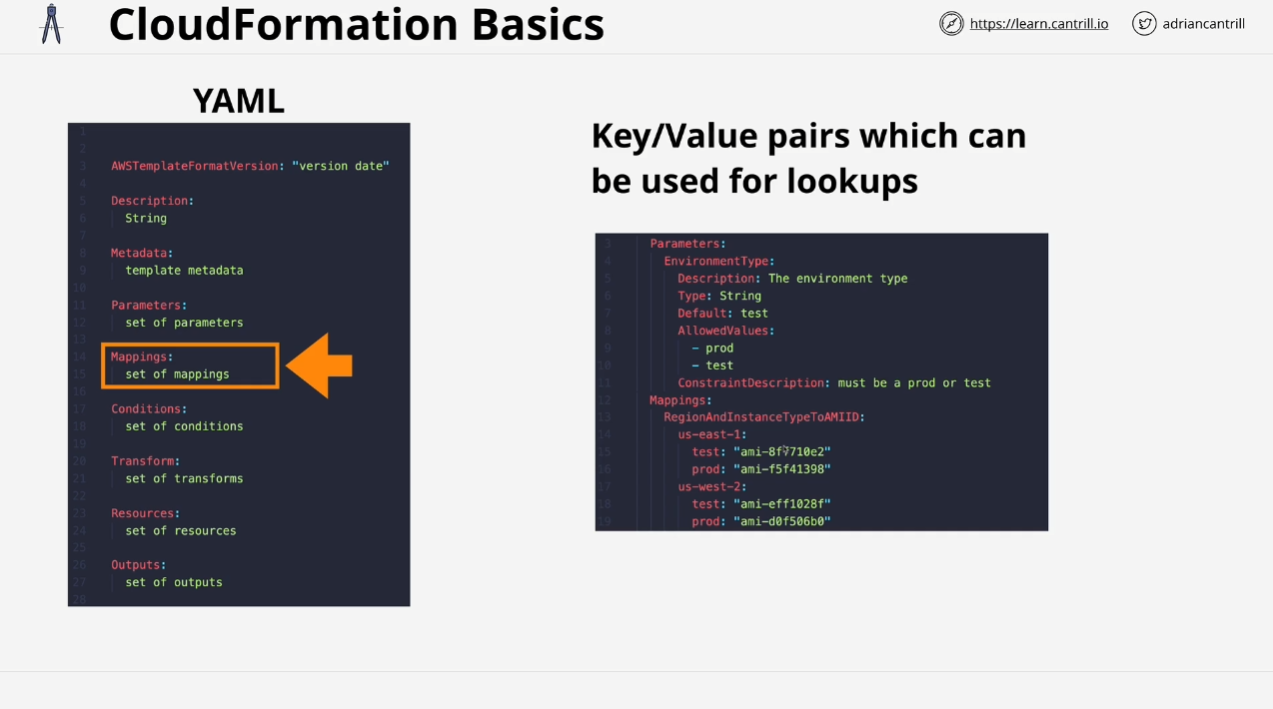 CloudFormation Basics
https://learn.cantrill.io
adriancantrill
YAML
1
2
3 AWSTemplateFormatVersion: "version date"
4
5 Description:
6 String
7
8 Metadata:
9 template metadata
10
11 Parameters:
12 set of parameters
13
14 Mappings:
15 set of mappings
16
17 Conditions:
18 set of conditions
19
20 Transform:
21 set of transforms
22
23 Resources:
24 set of resources
25
26 Outputs:
27 set of outputs
28
Key/Value pairs which can
be used for lookups
3 Parameters:
4 EnvironmentType:
5 Description: The environment type
6 Type: String
7 Default: test
8 AllowedValues:
9 - prod
10 - test
11 ConstraintDescription: must be a prod or test
12 Mappings:
13 RegionAndInstanceTypeToAMIID:
14 us-east-1:
15 test: "ami-8ff7710e2"
16 prod: "ami-f5f41398"
17 us-west-2:
18 test: "ami-eff1028f"
19 prod: "ami-d0f506b0"